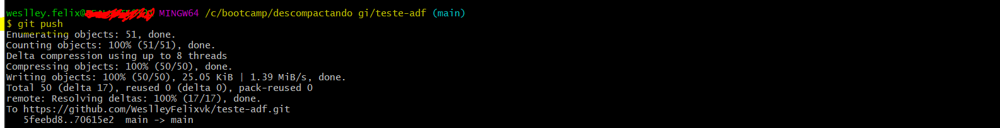 weslley.felix@ MINGW64 /c/bootcamp/descompactando gi/teste-adf (main)
$ git push
Enumerating objects: 51, done.
Counting objects: 100% (51/51), done.
Delta compression using up to 8 threads
Compressing objects: 100% (50/50), done.
Writing objects: 100% (50/50), 25.05 KiB | 1.39 MiB/s, done.
Total 50 (delta 17), reused 0 (delta 0), pack-reused 0
remote: Resolving deltas: 100% (17/17), done.
To https://github.com/WeslleyFelixvk/teste-adf.git
   5feebd8..70615e2  main -> main